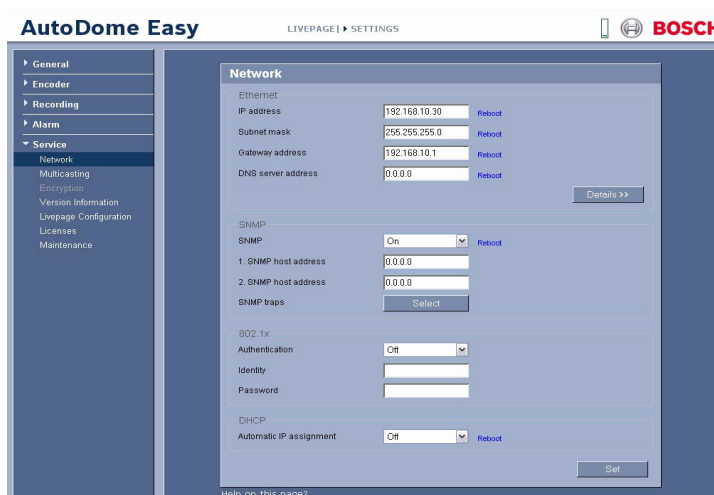 AutoDome Easy
LIVEPAGE | SETTINGS
BOSCH
General
Encoder
Recording
Alarm
Service
Network
Multicasting
Encryption
Version Information
Livepage Configuration
Licenses
Maintenance
Network
Ethernet
IP address 192.168.10.30 Reboot
Subnet mask 255.255.255.0 Reboot
Gateway address 192.168.10.1 Reboot
DNS server address 0.0.0.0 Reboot
Details >>
SNMP
SNMP On Reboot
1. SNMP host address 0.0.0.0
2. SNMP host address 0.0.0.0
SNMP traps Select
802.1x
Authentication Off
Identity
Password
DHCP
Automatic IP assignment Off Reboot
Set
Help on this page?